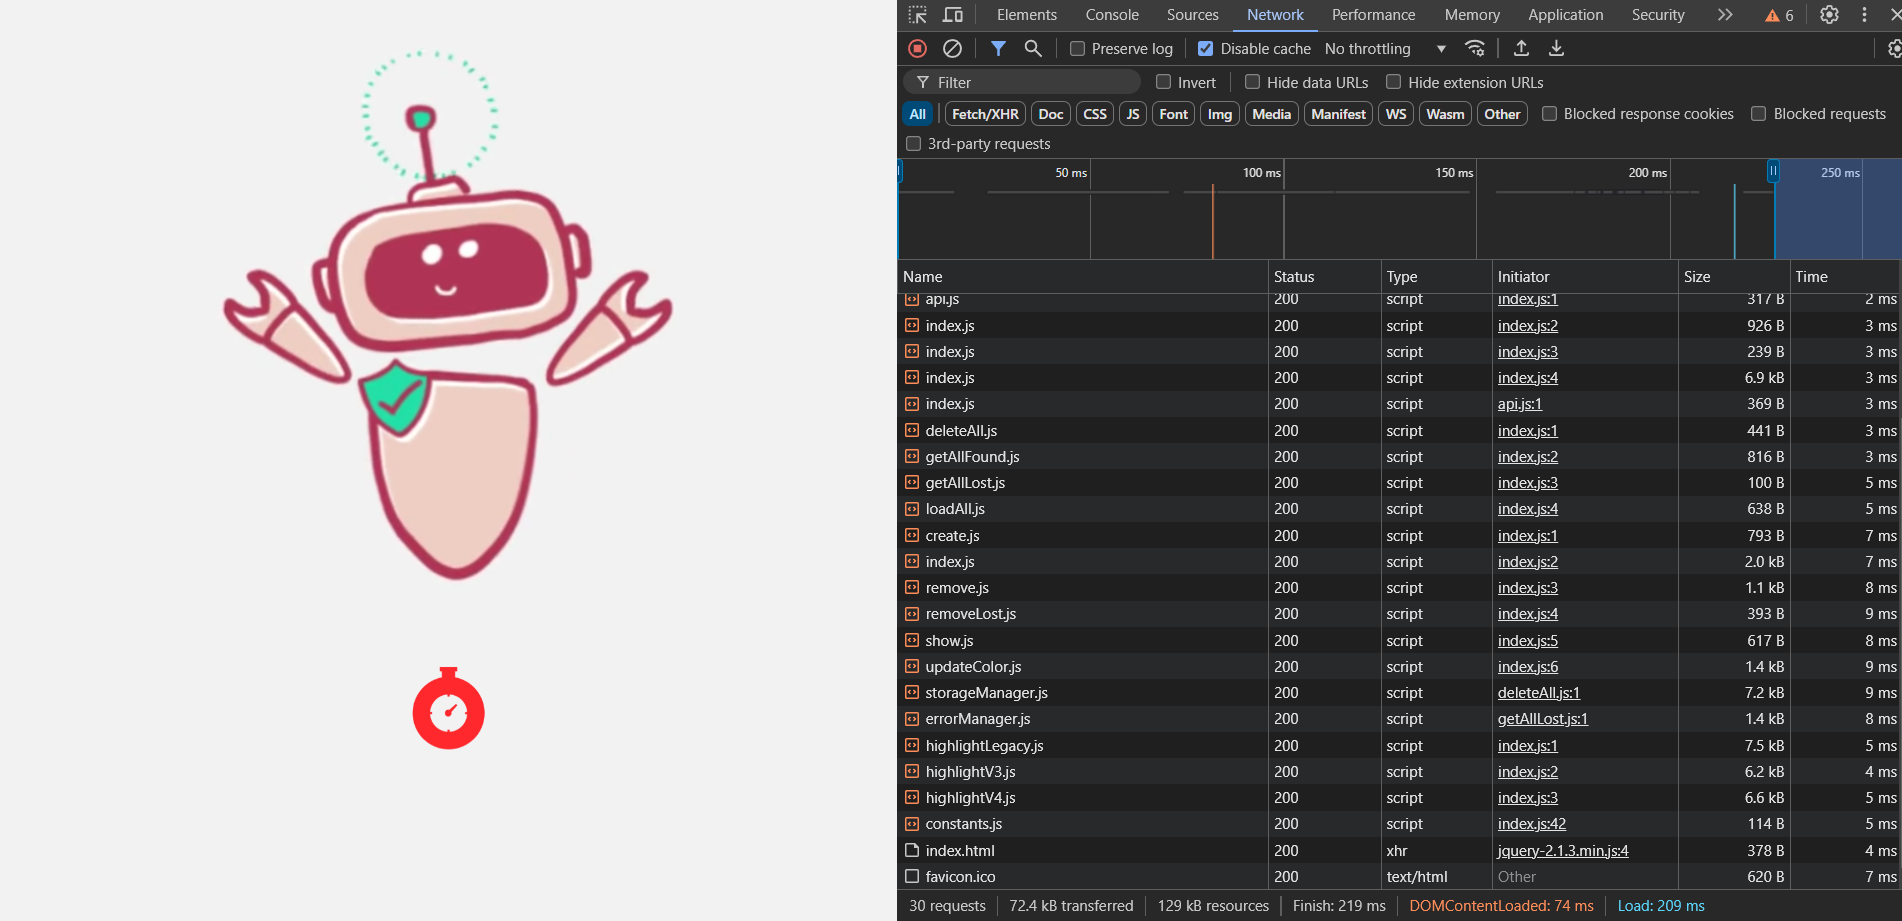 Elements Console Sources Network Performance Memory Application Security 6
Preserve log Disable cache No throttling
Filter Invert Hide data URLs Hide extension URLs
All Fetch/XHR Doc CSS JS Font Img Media Manifest WS Wasm Other Blocked response cookies Blocked requests
3rd-party requests
50 ms 100 ms 150 ms 200 ms 250 ms
Name Status Type Initiator Size Time
api.js 200 script index.js:1 317 B 2 ms
index.js 200 script index.js:2 926 B 3 ms
index.js 200 script index.js:3 239 B 3 ms
index.js 200 script index.js:4 6.9 kB 3 ms
index.js 200 script api.js:1 369 B 3 ms
deleteAll.js 200 script index.js:1 441 B 3 ms
getAllFound.js 200 script index.js:2 816 B 3 ms
getAllLost.js 200 script index.js:3 100 B 5 ms
loadAll.js 200 script index.js:4 638 B 5 ms
create.js 200 script index.js:1 793 B 7 ms
index.js 200 script index.js:2 2.0 kB 7 ms
remove.js 200 script index.js:3 1.1 kB 8 ms
removeLost.js 200 script index.js:4 393 B 9 ms
show.js 200 script index.js:5 617 B 8 ms
updateColor.js 200 script index.js:6 1.4 kB 9 ms
storageManager.js 200 script deleteAll.js:1 7.2 kB 9 ms
errorManager.js 200 script getAllLost.js:1 1.4 kB 8 ms
highlightLegacy.js 200 script index.js:1 7.5 kB 5 ms
highlightV3.js 200 script index.js:2 6.2 kB 4 ms
highlightV4.js 200 script index.js:3 6.6 kB 5 ms
constants.js 200 script index.js:42 114 B 5 ms
index.html 200 xhr jquery-2.1.3.min.js:4 378 B 4 ms
favicon.ico 200 text/html Other 620 B 7 ms
30 requests 72.4 kB transferred 129 kB resources Finish: 219 ms DOMContentLoaded: 74 ms Load: 209 ms